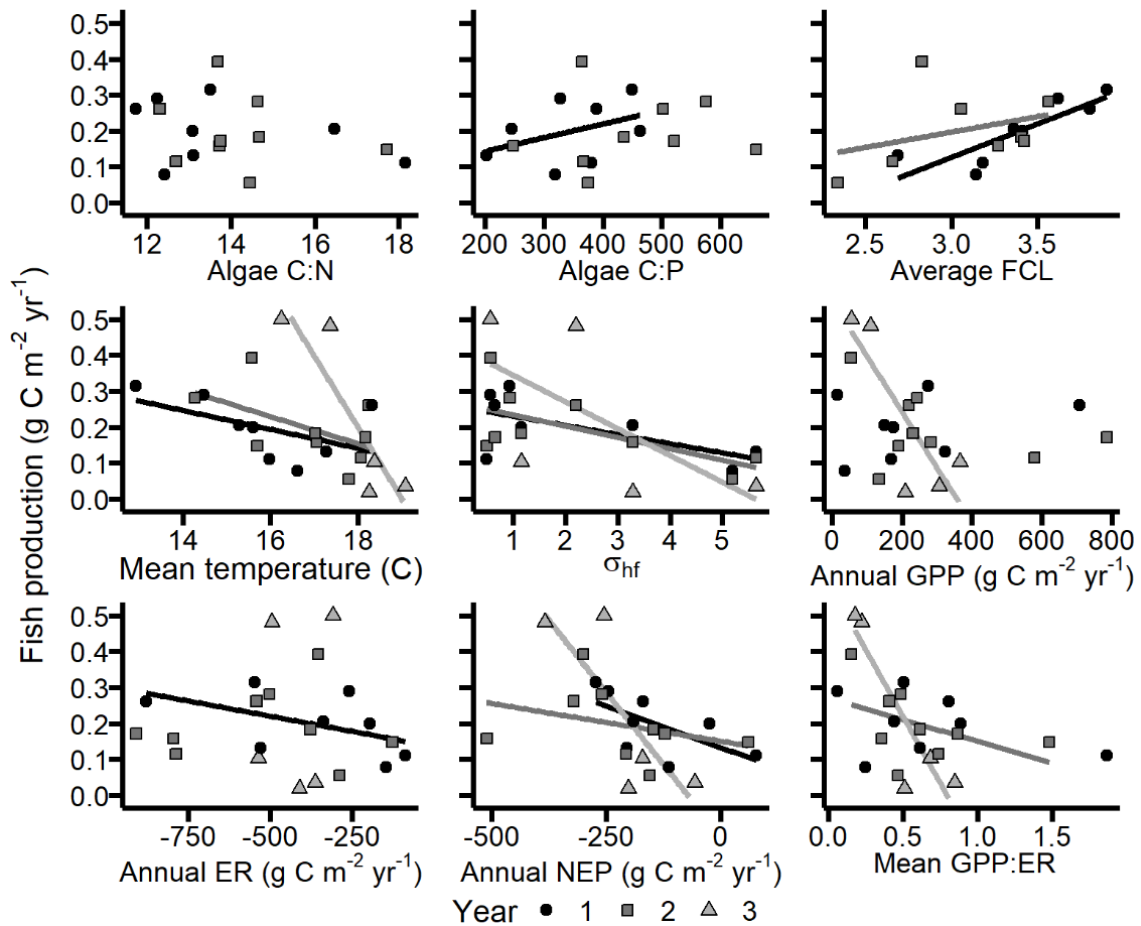 Fish production (g C m⁻² yr⁻¹)
0.5
0.4
0.3
0.2
0.1
0.0
12 14 16 18
Algae C:N
200 300 400 500 600
Algae C:P
2.5 3.0 3.5
Average FCL
0.5
0.4
0.3
0.2
0.1
0.0
14 16 18
Mean temperature (C)
1 2 3 4 5
σhf
0 200 400 600 800
Annual GPP (g C m⁻² yr⁻¹)
0.5
0.4
0.3
0.2
0.1
0.0
-750 -500 -250
Annual ER (g C m⁻² yr⁻¹)
-500 -250 0
Annual NEP (g C m⁻² yr⁻¹)
0.0 0.5 1.0 1.5
Mean GPP:ER
Year 1 2 3